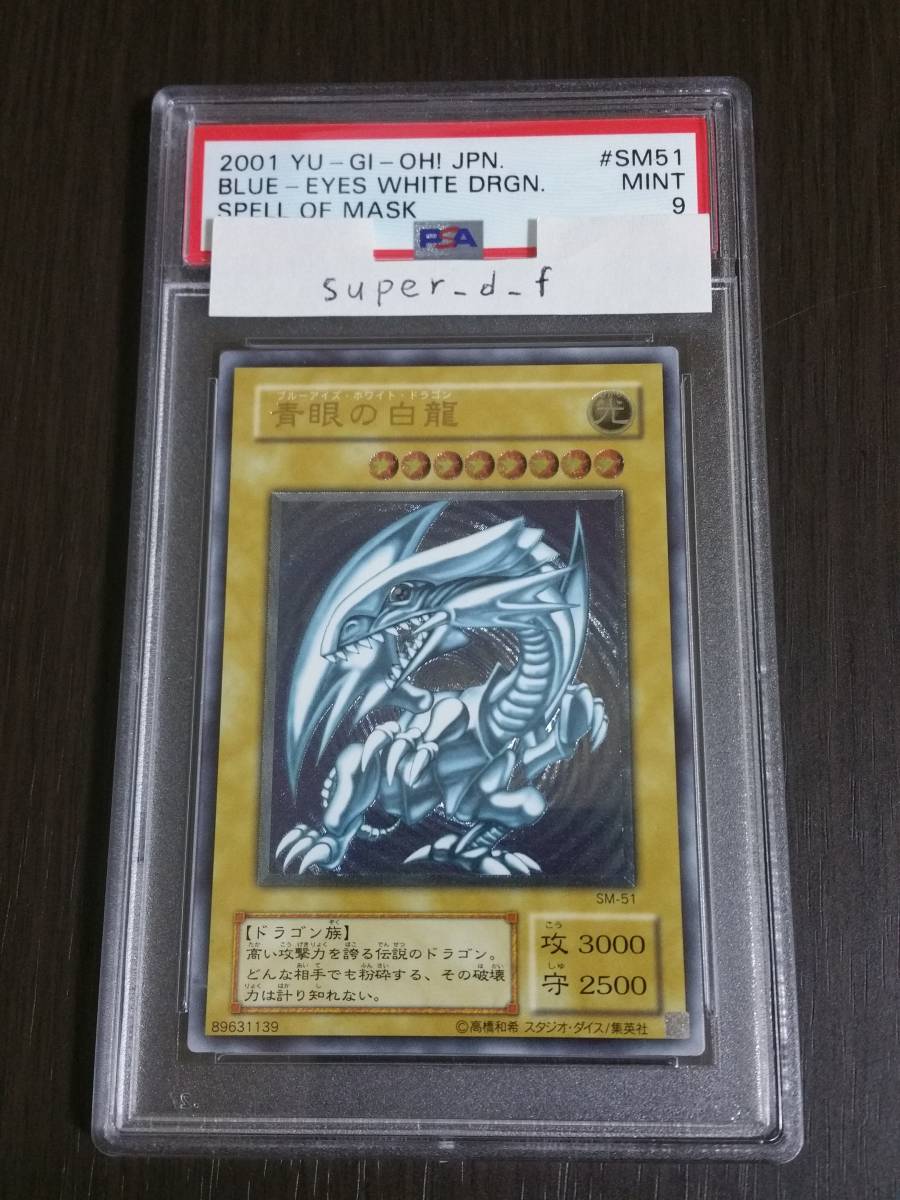 2001 YU-GI-OH! JPN. #SM51
BLUE-EYES WHITE DRGN. MINT
SPELL OF MASK 9
PSA
super_d_f
ブルーアイズ・ホワイト・ドラゴン
青眼の白龍
光
SM-51
【ドラゴン族】
高い攻撃力を誇る伝説のドラゴン。
どんな相手でも粉砕する、その破壊
力は計り知れない。
攻 3000
守 2500
89631139
©高橋和希 スタジオ・ダイス/集英社